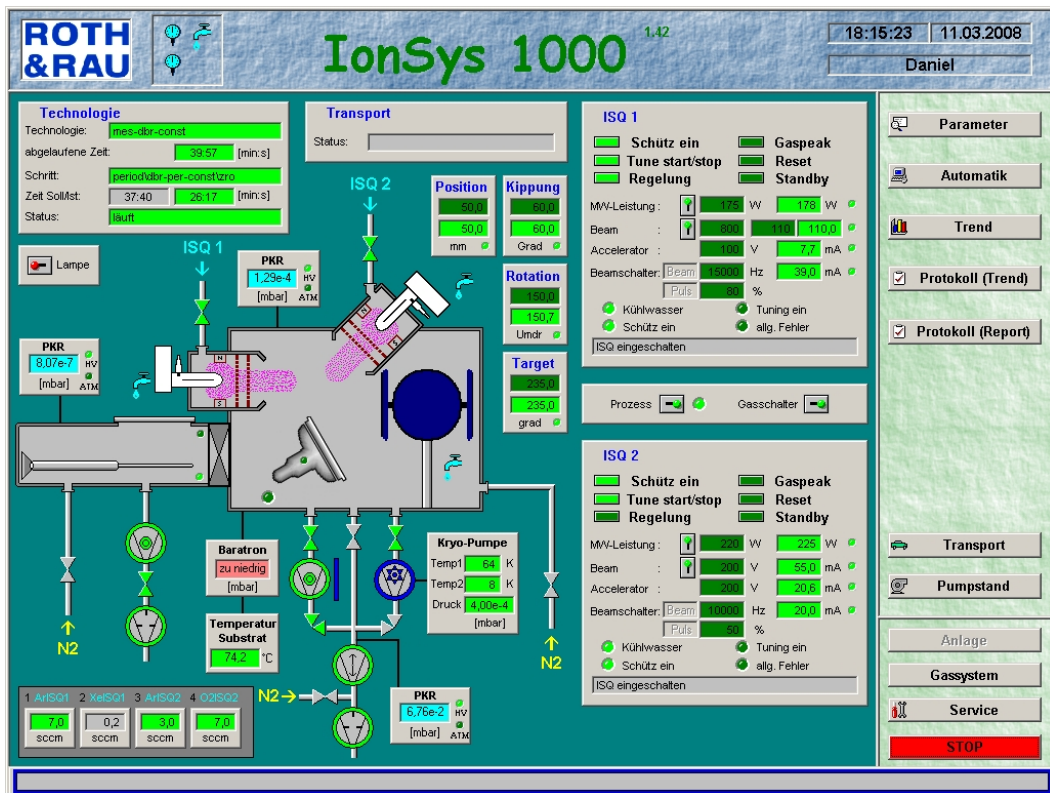 ROTH
&RAU
IonSys 1000
1.42
18:15:23 11.03.2008
Daniel
Technologie
Technologie: mes-dbr-const
abgelaufene Zeit: 39:57 [min:s]
Schritt: period\dbr-per-const\zro
Zeit Soll/Ist: 37:40 26:17 [min:s]
Status: läuft
Transport
Status:
Lampe
ISQ 1
ISQ 2
PKR
1,29e-4
[mbar]
HV
ATM
PKR
8,07e-7
[mbar]
HV
ATM
Position
50,0
50,0
mm
Kippung
60,0
60,0
Grad
Rotation
150,0
150,7
Umdr
Target
235,0
235,0
grad
N
S
N
S
Baratron
zu niedrig
[mbar]
Temperatur
Substrat
74,2 °C
Kryo-Pumpe
Temp1 64 K
Temp2 8 K
Druck 4,00e-4
[mbar]
N2
N2
N2
PKR
6,76e-2
[mbar]
HV
ATM
1 ArISQ1 2 XeISQ1 3 ArISQ2 4 O2ISQ2
7,0 0,2 3,0 7,0
sccm sccm sccm sccm
ISQ 1
Schütz ein Gaspeak
Tune start/stop Reset
Regelung Standby
MW-Leistung : 175 W 178 W
Beam : 800 110 110,0
Accelerator : 100 V 7,7 mA
Beamschalter: Beam 15000 Hz 39,0 mA
Puls 80 %
Kühlwasser Tuning ein
Schütz ein allg. Fehler
ISQ eingeschalten
Prozess Gasschalter
ISQ 2
Schütz ein Gaspeak
Tune start/stop Reset
Regelung Standby
MW-Leistung : 220 W 225 W
Beam : 200 V 55,0 mA
Accelerator : 200 V 20,6 mA
Beamschalter: Beam 10000 Hz 20,0 mA
Puls 50 %
Kühlwasser Tuning ein
Schütz ein allg. Fehler
ISQ eingeschalten
Parameter
Automatik
Trend
Protokoll (Trend)
Protokoll (Report)
Transport
Pumpstand
Anlage
Gassystem
Service
STOP